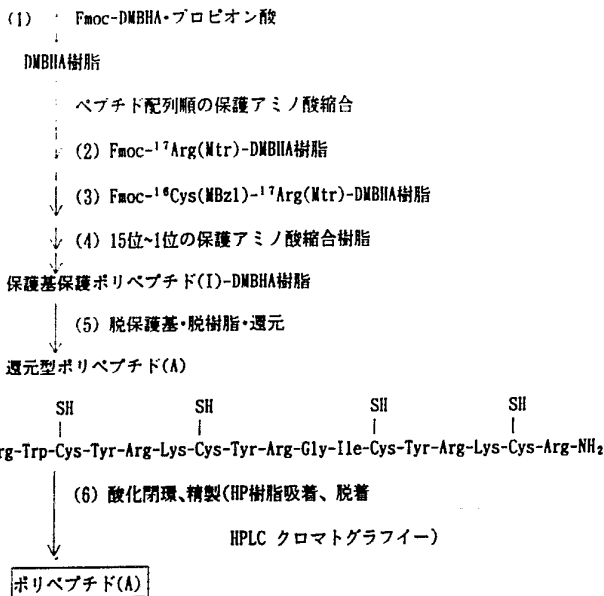 (1) Fmoc-DMBHA・プロピオン酸
DMBHA樹脂
ペプチド配列順の保護アミノ酸縮合
(2) Fmoc-¹⁷Arg(Mtr)-DMBHA樹脂
(3) Fmoc-¹⁶Cys(MBzl)-¹⁷Arg(Mtr)-DMBHA樹脂
(4) 15位~1位の保護アミノ酸縮合樹脂
保護基保護ポリペプチド(I)-DMBHA樹脂
(5) 脱保護基・脱樹脂・還元
還元型ポリペプチド(A)
SH SH SH SH
rg-Trp-Cys-Tyr-Arg-Lys-Cys-Tyr-Arg-Gly-Ile-Cys-Tyr-Arg-Lys-Cys-Arg-NH₂
(6) 酸化閉環、精製(HP樹脂吸着、脱着
HPLC クロマトグラフイー)
ポリペプチド(A)